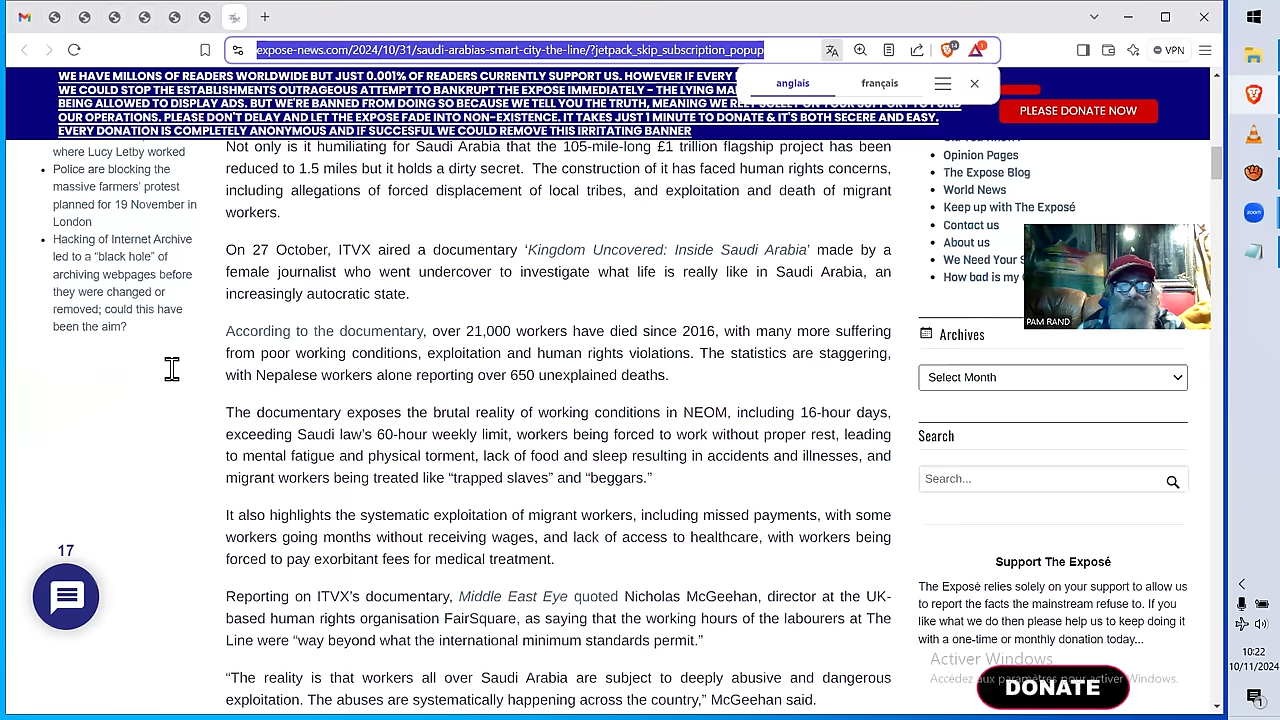 expose-news.com/2024/10/31/saudi-arabias-smart-city-the-line/?jetpack_skip_subscription_popup
14
1
VPN
anglais
français
WE HAVE MILLONS OF READERS WORLDWIDE BUT JUST 0.001% OF READERS CURRENTLY SUPPORT US. HOWEVER IF EVERY
WE COULD STOP THE ESTABLISHMENTS OUTRAGEOUS ATTEMPT TO BANKRUPT THE EXPOSE IMMEDIATELY - THE LYING
BEING ALLOWED TO DISPLAY ADS. BUT WE'RE BANNED FROM DOING SO BECAUSE WE TELL YOU THE TRUTH, MEANING WE RELY SOLELY ON YOUR SUPPORT TO FUND
OUR OPERATIONS. PLEASE DON'T DELAY AND LET THE EXPOSE FADE INTO NON-EXISTENCE. IT TAKES JUST 1 MINUTE TO DONATE & IT'S BOTH SECERE AND EASY.
EVERY DONATION IS COMPLETELY ANONYMOUS AND IF SUCCESFUL WE COULD REMOVE THIS IRRITATING BANNER
PLEASE DONATE NOW
where Lucy Letby worked
Police are blocking the
massive farmers' protest
planned for 19 November in
London
Hacking of Internet Archive
led to a “black hole” of
archiving webpages before
they were changed or
removed; could this have
been the aim?
17
Not only is it humiliating for Saudi Arabia that the 105-mile-long £1 trillion flagship project has been
reduced to 1.5 miles but it holds a dirty secret. The construction of it has faced human rights concerns,
including allegations of forced displacement of local tribes, and exploitation and death of migrant
workers.
On 27 October, ITVX aired a documentary ‘Kingdom Uncovered: Inside Saudi Arabia’ made by a
female journalist who went undercover to investigate what life is really like in Saudi Arabia, an
increasingly autocratic state.
According to the documentary, over 21,000 workers have died since 2016, with many more suffering
from poor working conditions, exploitation and human rights violations. The statistics are staggering,
with Nepalese workers alone reporting over 650 unexplained deaths.
The documentary exposes the brutal reality of working conditions in NEOM, including 16-hour days,
exceeding Saudi law’s 60-hour weekly limit, workers being forced to work without proper rest, leading
to mental fatigue and physical torment, lack of food and sleep resulting in accidents and illnesses, and
migrant workers being treated like “trapped slaves” and “beggars.”
It also highlights the systematic exploitation of migrant workers, including missed payments, with some
workers going months without receiving wages, and lack of access to healthcare, with workers being
forced to pay exorbitant fees for medical treatment.
Reporting on ITVX’s documentary, Middle East Eye quoted Nicholas McGeehan, director at the UK-
based human rights organisation FairSquare, as saying that the working hours of the labourers at The
Line were “way beyond what the international minimum standards permit.”
“The reality is that workers all over Saudi Arabia are subject to deeply abusive and dangerous
exploitation. The abuses are systematically happening across the country,” McGeehan said.
Opinion Pages
The Expose Blog
World News
Keep up with The Exposé
Contact us
About us
We Need Your
How bad is my
PAM RAND
Archives
Select Month
Search
Search...
Support The Exposé
The Exposé relies solely on your support to allow us
to report the facts the mainstream refuse to. If you
like what we do then please help us to keep doing it
with a one-time or monthly donation today...
Activer Windows
Accédez aux paramètres pour activer Windows.
DONATE
zoom
10:22
10/11/2024
1